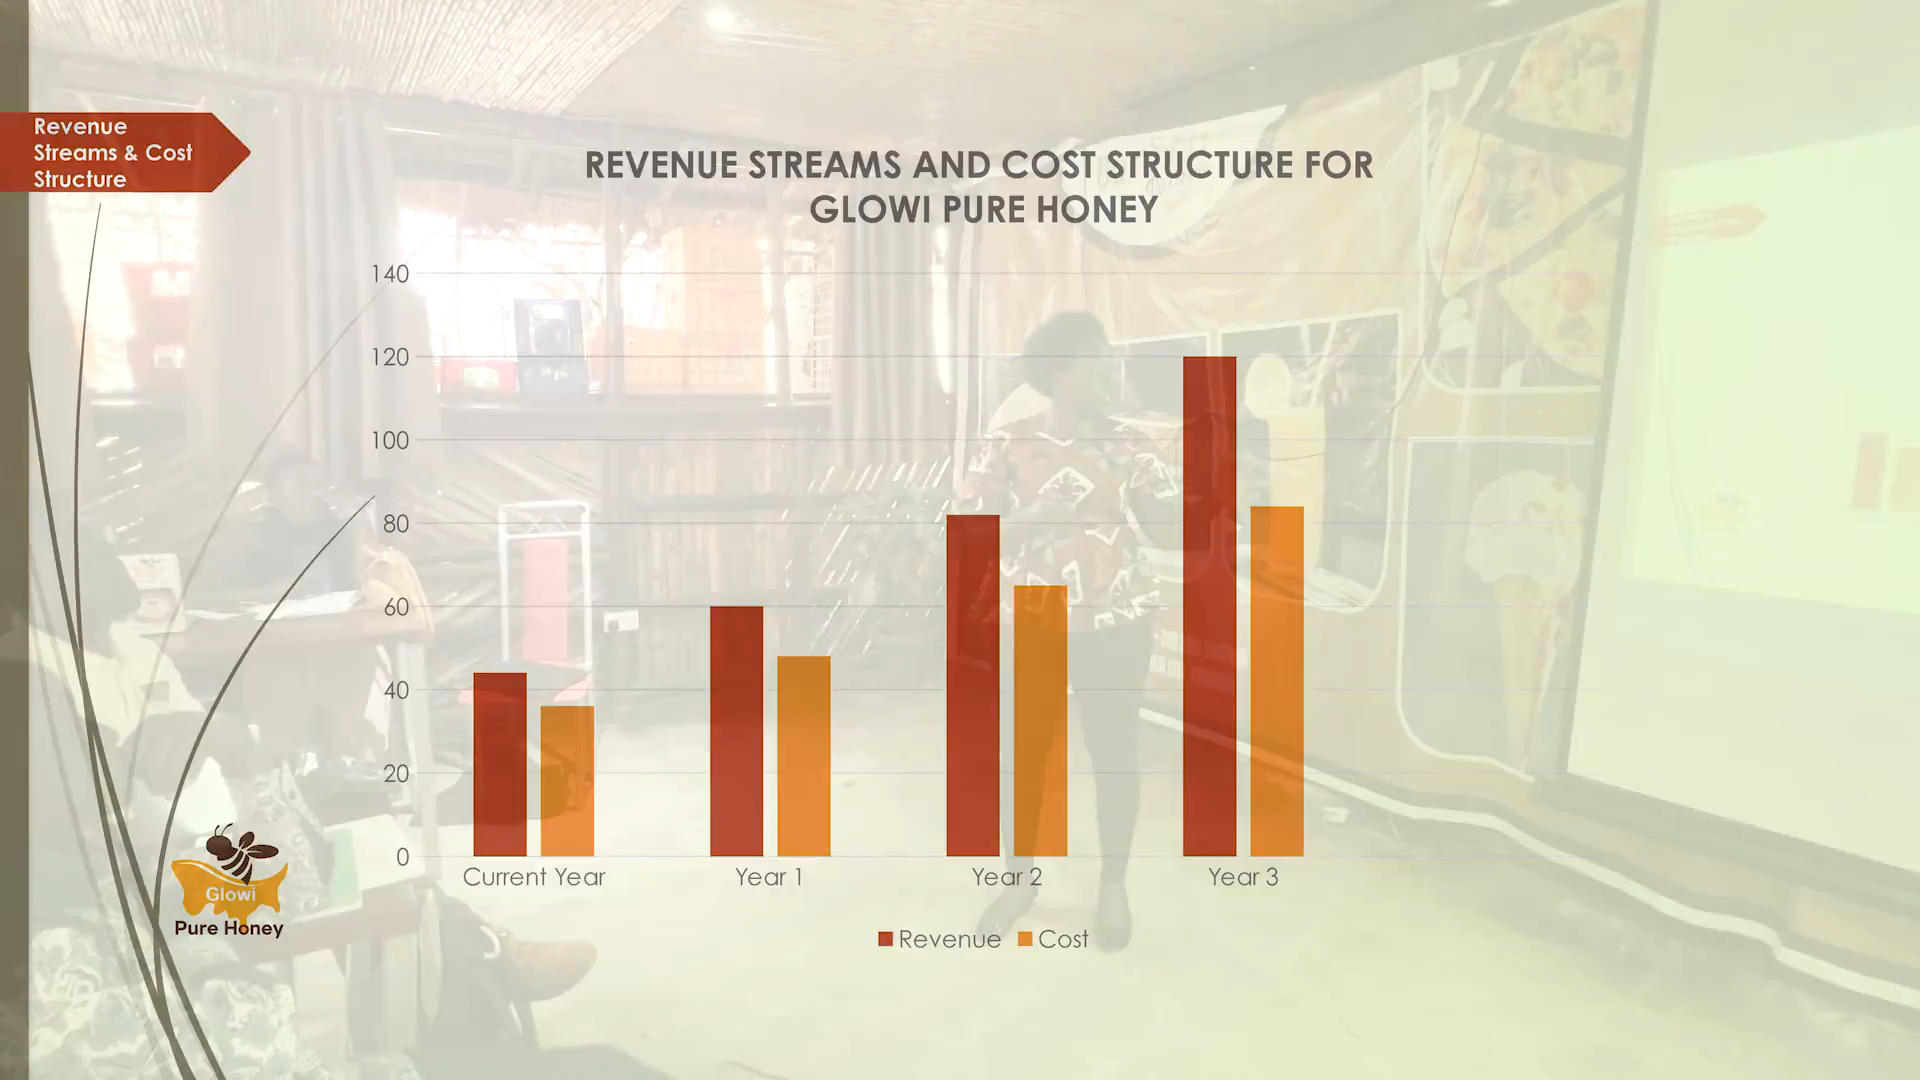 Revenue
Streams & Cost
Structure
REVENUE STREAMS AND COST STRUCTURE FOR
GLOWI PURE HONEY
140
120
100
80
60
40
20
0
Current Year
Year 1
Year 2
Year 3
Revenue
Cost
Glowi
Pure Honey